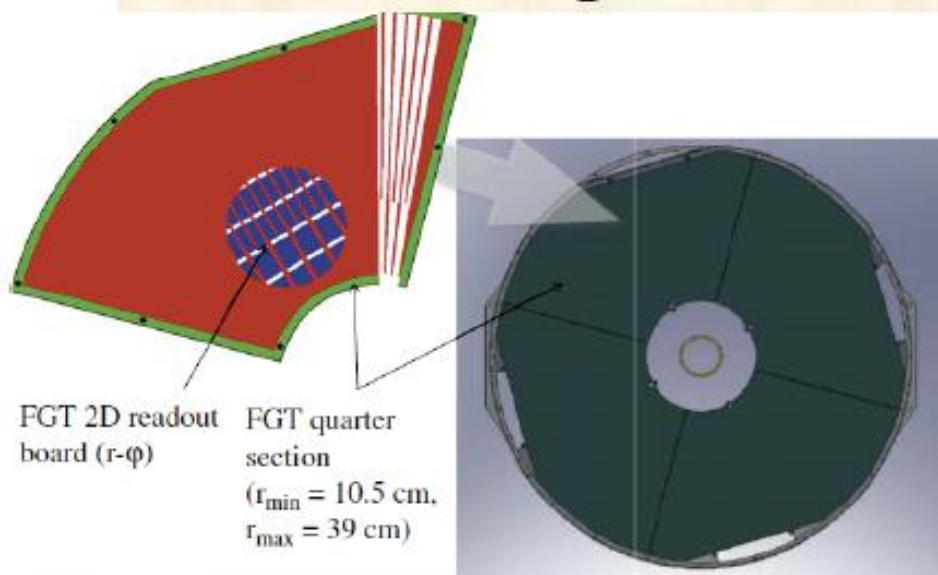 FGT 2D readout
board (r-φ)
FGT quarter
section
(rmin = 10.5 cm,
rmax = 39 cm)